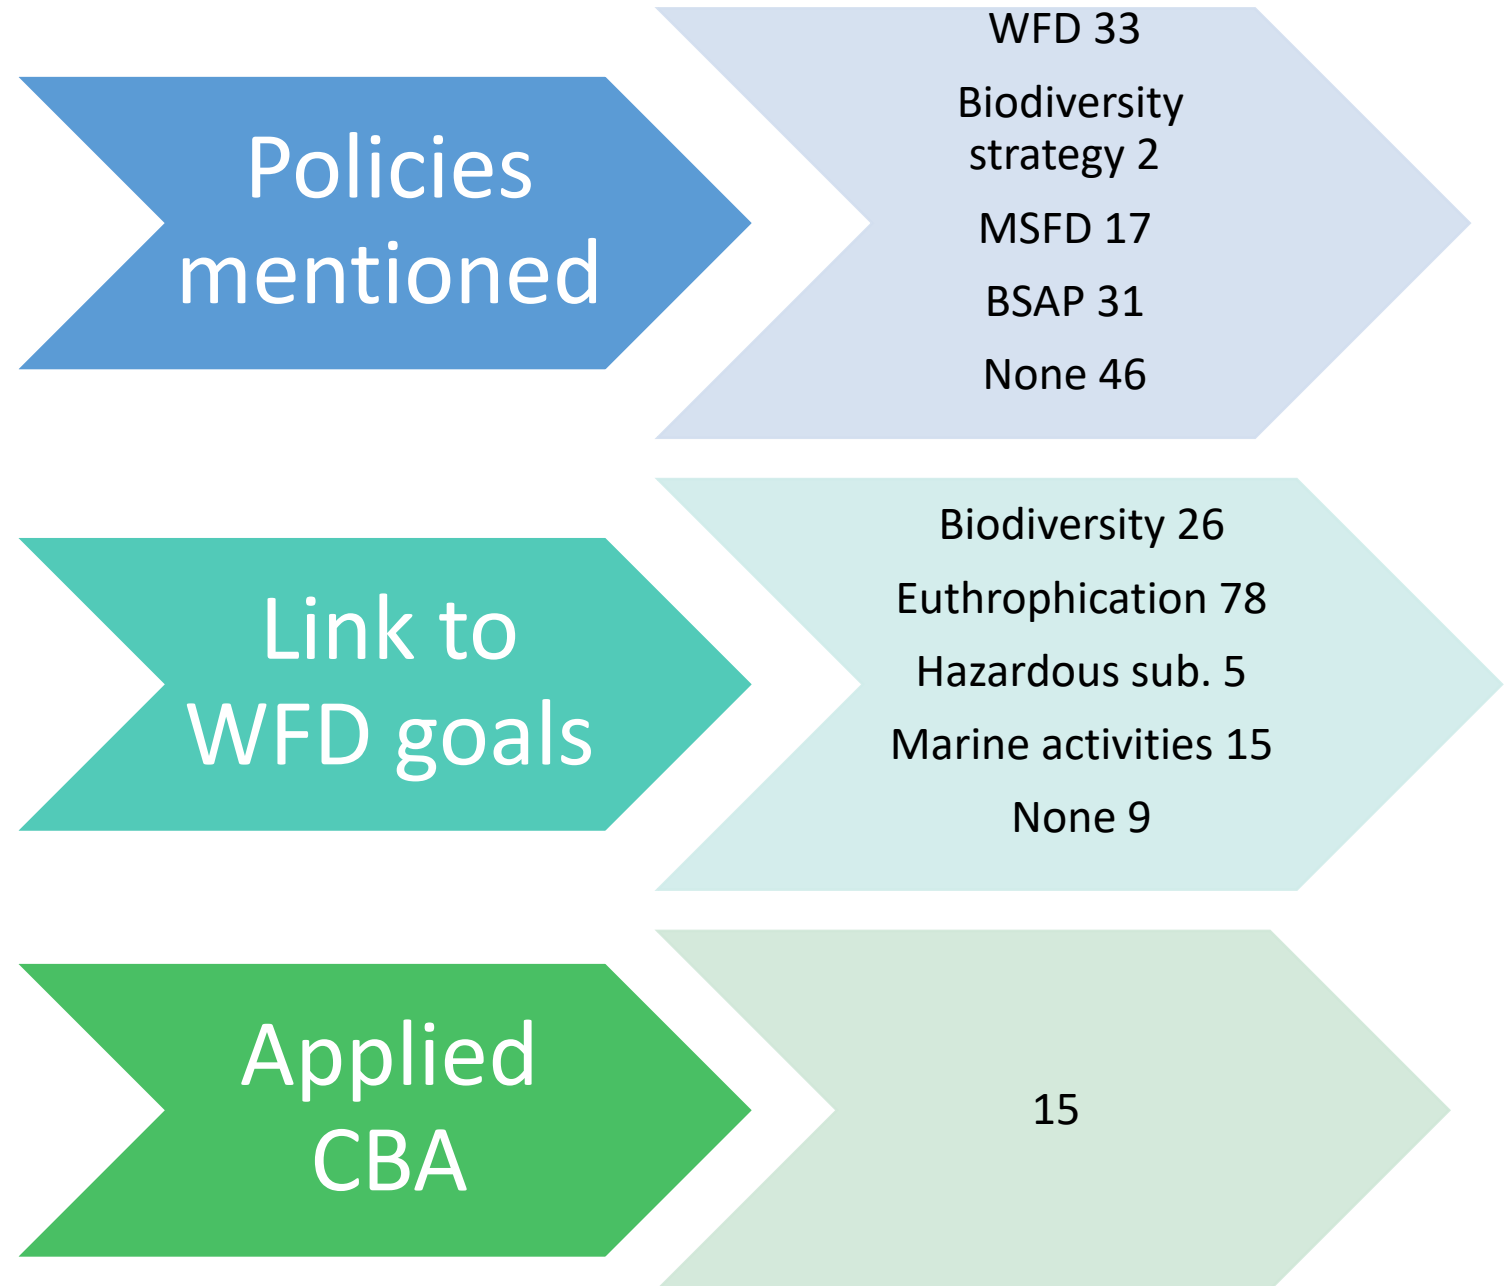 Policies
mentioned
WFD 33
Biodiversity
strategy 2
MSFD 17
BSAP 31
None 46
Link to
WFD goals
Biodiversity 26
Euthrophication 78
Hazardous sub. 5
Marine activities 15
None 9
Applied
CBA
15